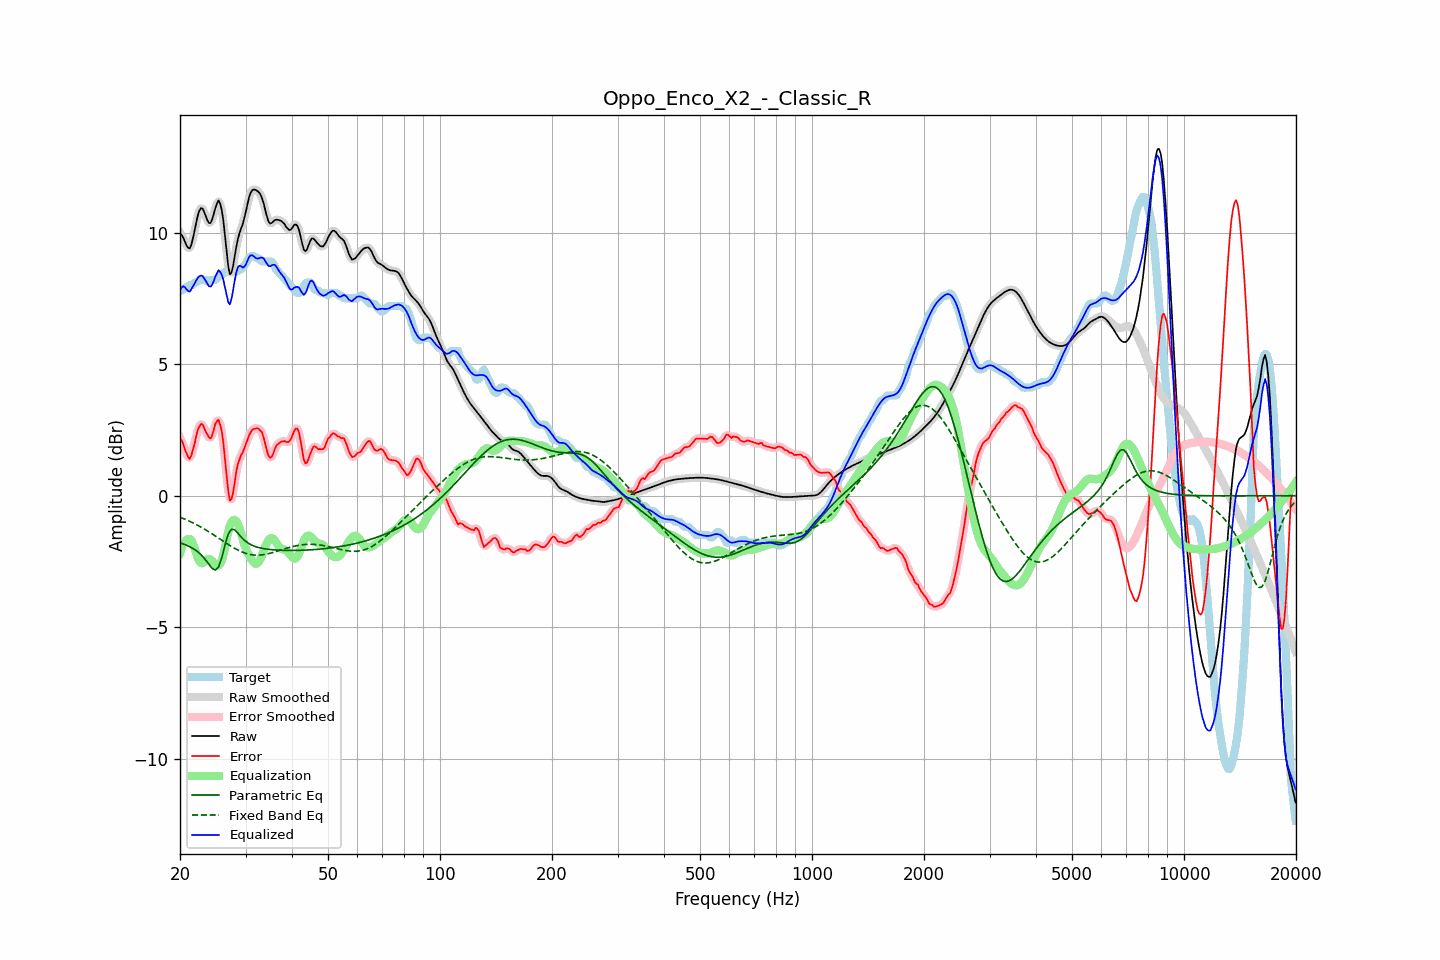 Oppo_Enco_X2_-_Classic_R
Amplitude (dBr)
10
5
0
−5
−10
Target
Raw Smoothed
Error Smoothed
Raw
Error
Equalization
Parametric Eq
Fixed Band Eq
Equalized
20 50 100 200 500 1000 2000 5000 10000 20000
Frequency (Hz)